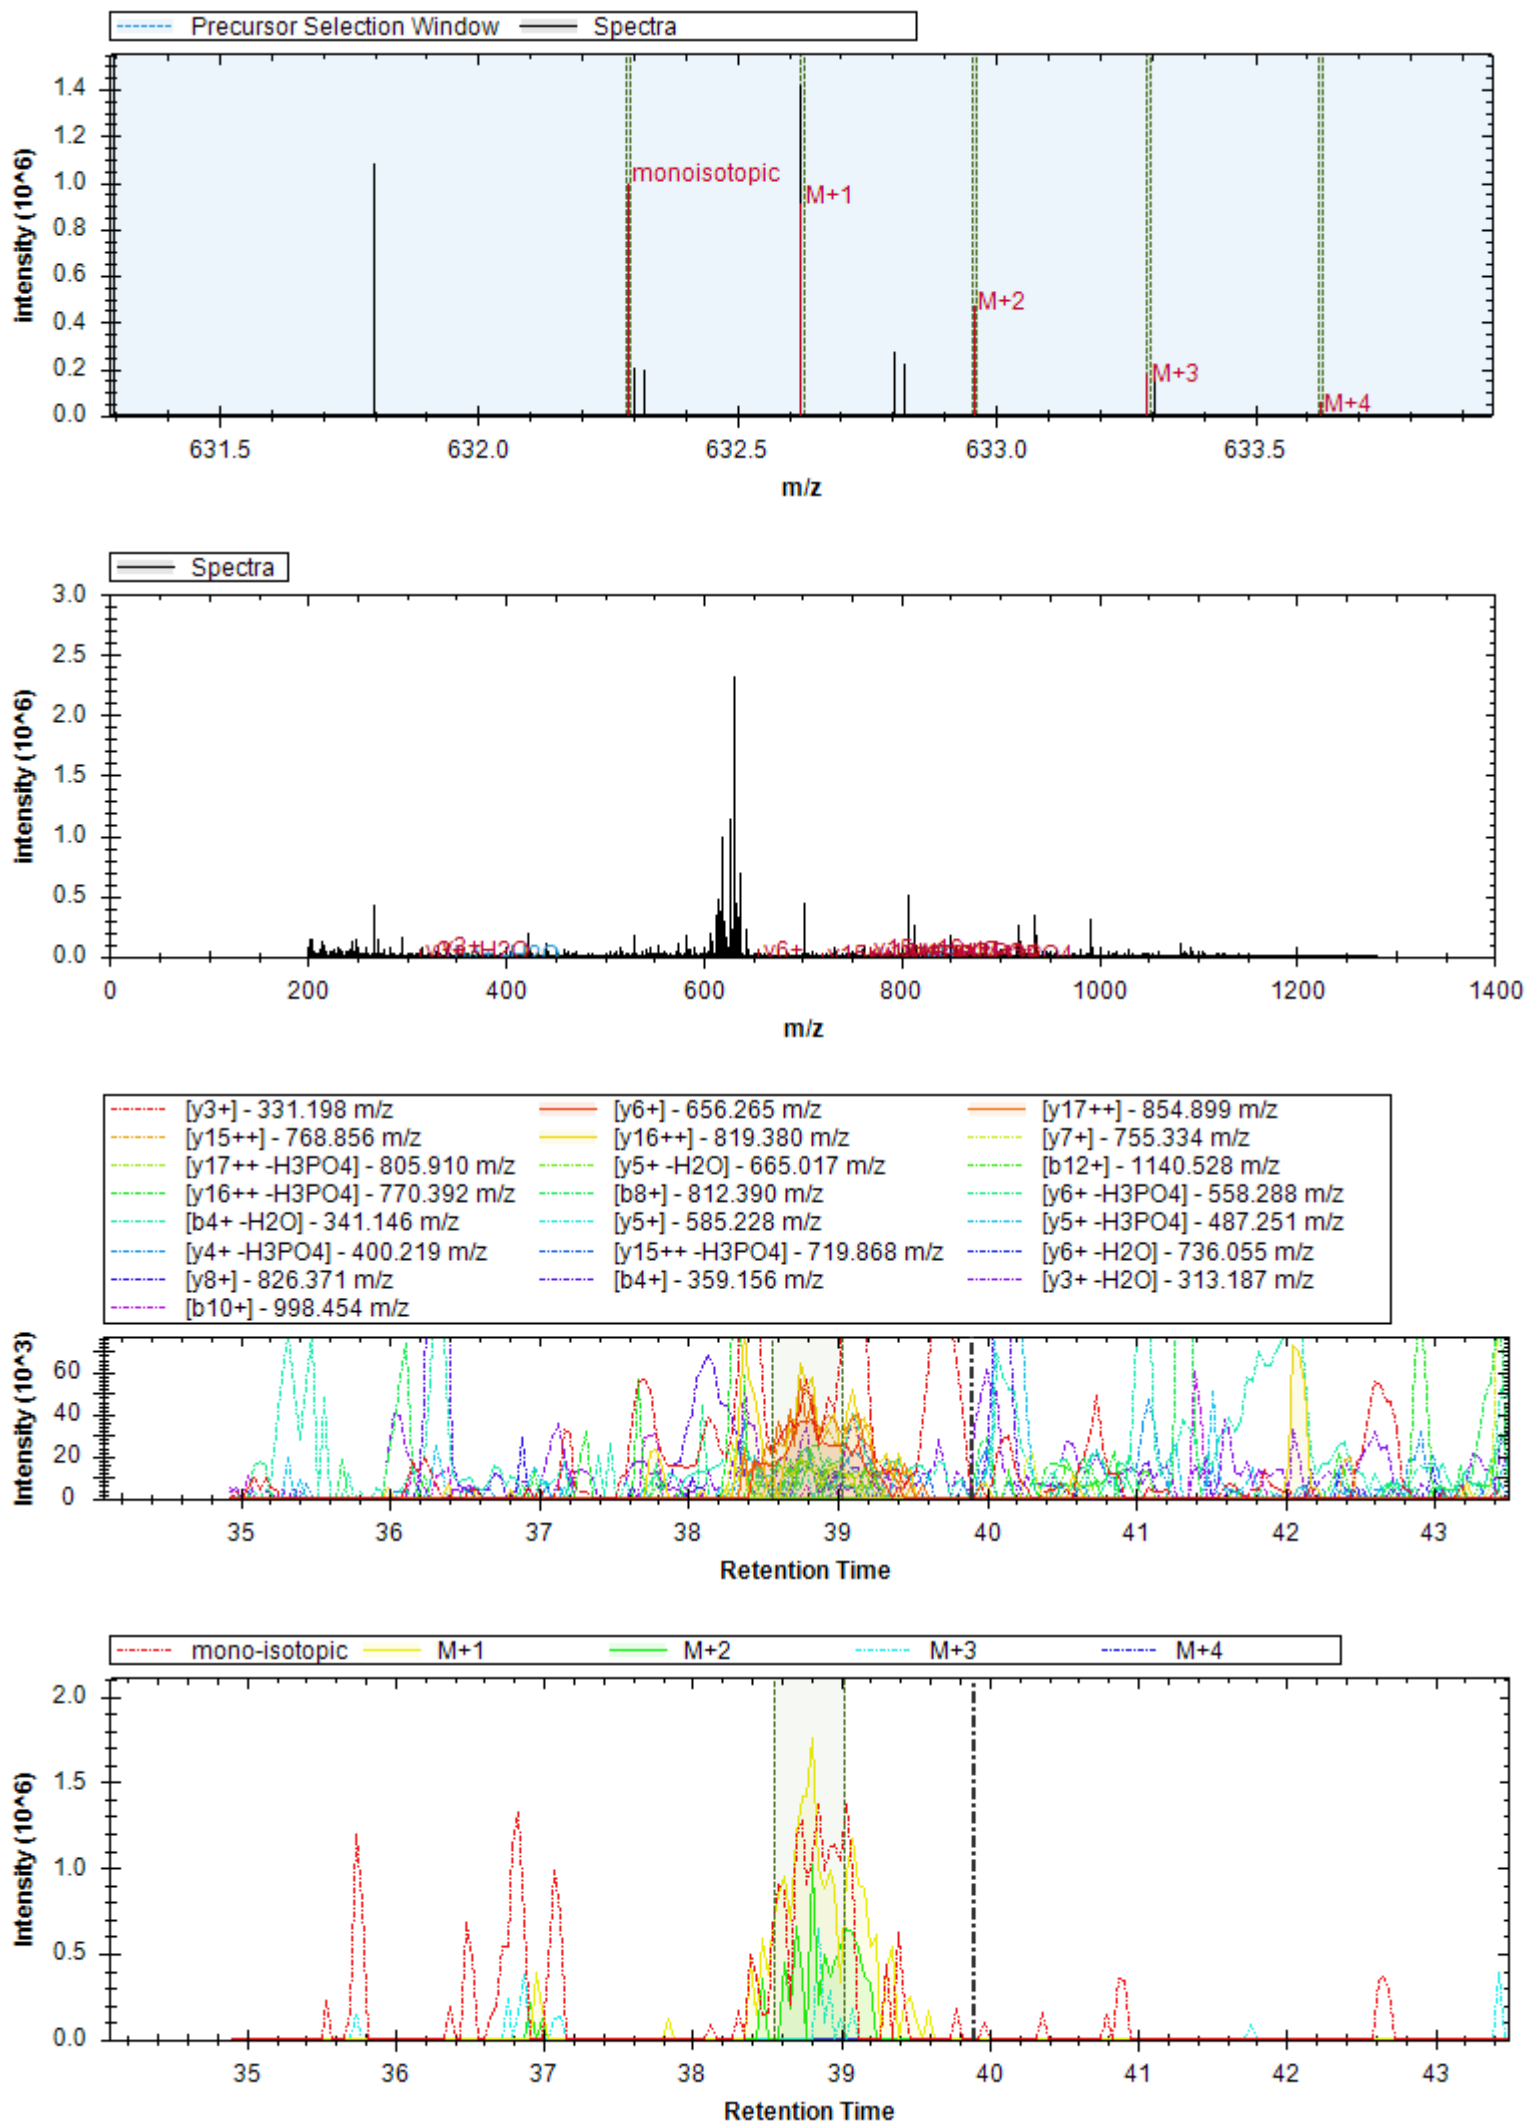 Precursor Selection Window Spectra
1.4
1.2
1.0
0.8
0.6
0.4
0.2
0.0
intensity (10^6)
monoisotopic
M+1
M+2
M+3
M+4
631.5 632.0 632.5 633.0 633.5
m/z
Spectra
3.0
2.5
2.0
1.5
1.0
0.5
0.0
intensity (10^6)
y6+
0 200 400 600 800 1000 1200 1400
m/z
[y3+] - 331.198 m/z [y6+] - 656.265 m/z [y17++] - 854.899 m/z
[y15++] - 768.856 m/z [y16++] - 819.380 m/z [y7+] - 755.334 m/z
[y17++ -H3PO4] - 805.910 m/z [y5+ -H2O] - 665.017 m/z [b12+] - 1140.528 m/z
[y16++ -H3PO4] - 770.392 m/z [b8+] - 812.390 m/z [y6+ -H3PO4] - 558.288 m/z
[b4+ -H2O] - 341.146 m/z [y5+] - 585.228 m/z [y5+ -H3PO4] - 487.251 m/z
[y4+ -H3PO4] - 400.219 m/z [y15++ -H3PO4] - 719.868 m/z [y6+ -H2O] - 736.055 m/z
[y8+] - 826.371 m/z [b4+] - 359.156 m/z [y3+ -H2O] - 313.187 m/z
[b10+] - 998.454 m/z
60
40
20
0
Intensity (10^3)
35 36 37 38 39 40 41 42 43
Retention Time
mono-isotopic M+1 M+2 M+3 M+4
2.0
1.5
1.0
0.5
0.0
Intensity (10^6)
35 36 37 38 39 40 41 42 43
Retention Time